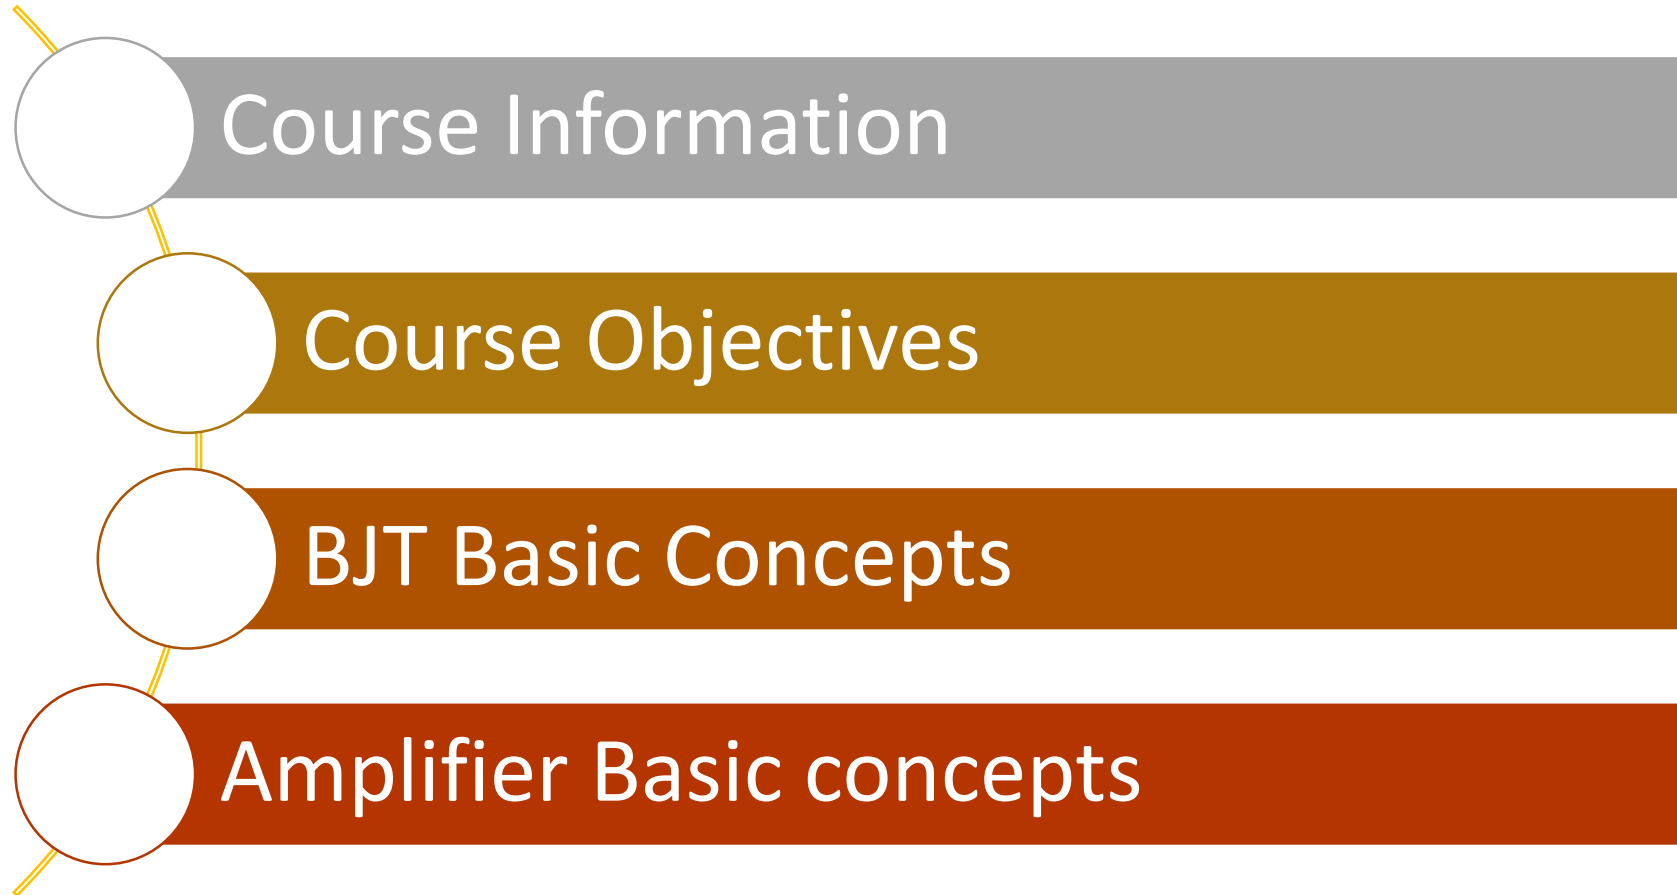 Course Information
Course Objectives
BJT Basic Concepts
Amplifier Basic concepts